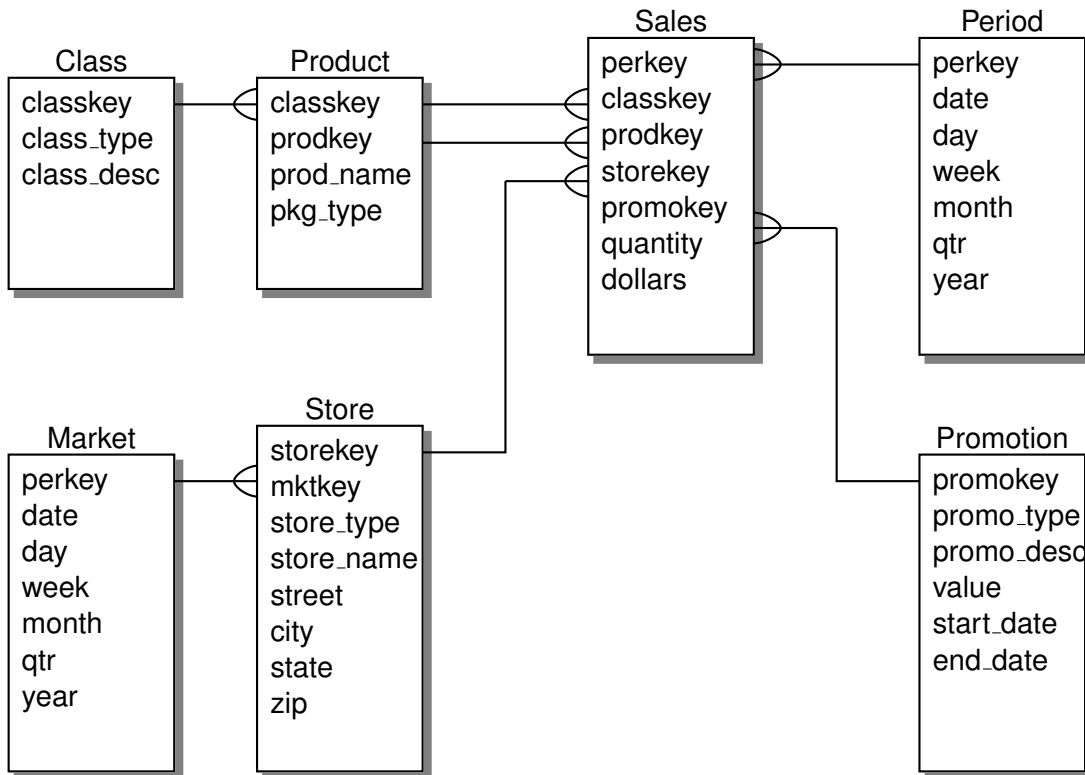 Class
classkey
class_type
class_desc
Product
classkey
prodkey
prod_name
pkg_type
Sales
perkey
classkey
prodkey
storekey
promokey
quantity
dollars
Period
perkey
date
day
week
month
qtr
year
Market
perkey
date
day
week
month
qtr
year
Store
storekey
mktkey
store_type
store_name
street
city
state
zip
Promotion
promokey
promo_type
promo_desc
value
start_date
end_date